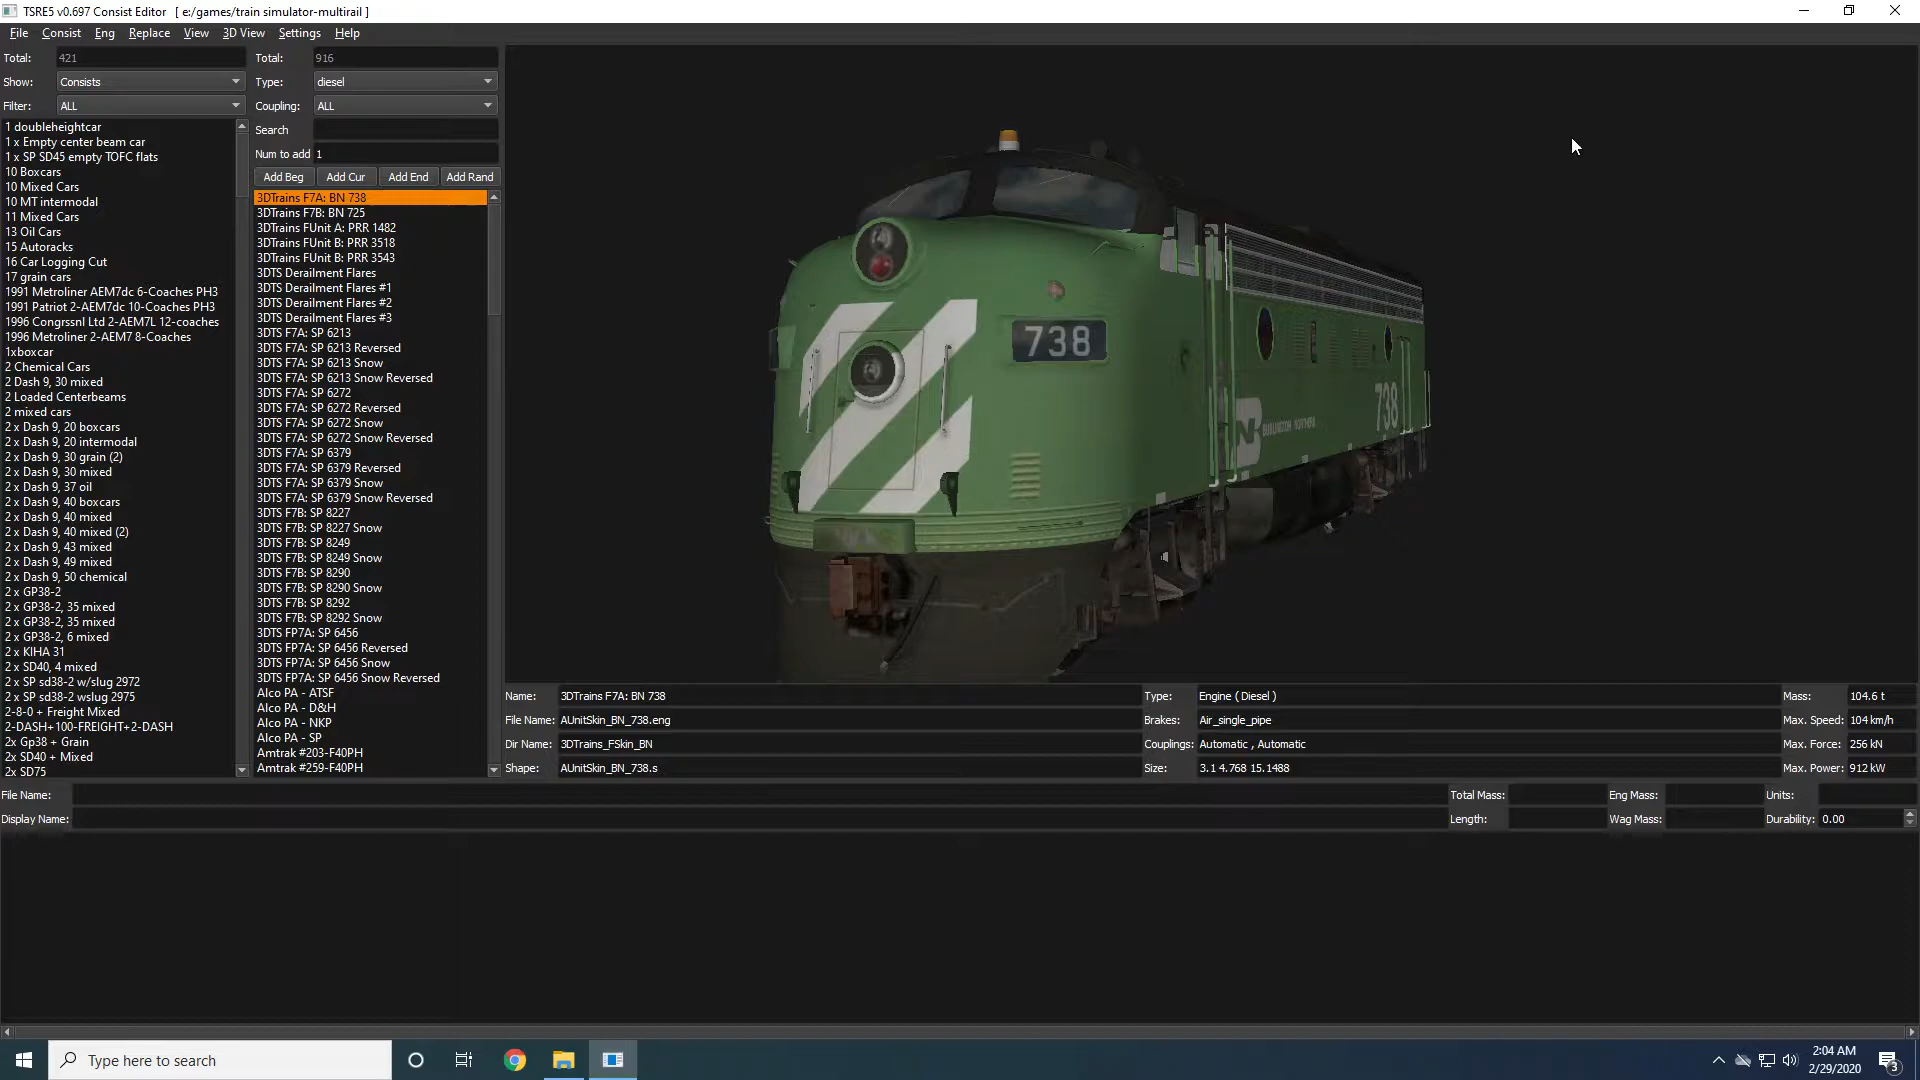 TSRE5 v0.697 Consist Editor   [ e:/games/train simulator-multirail ]
File Consist Eng Replace View 3D View Settings Help
Total: 421
Show: Consists
Filter: ALL
1 doubleheightcar
1 x Empty center beam car
1 x SP SD45 empty TOFC flats
10 Boxcars
10 Mixed Cars
10 MT intermodal
11 Mixed Cars
13 Oil Cars
15 Autoracks
16 Car Logging Cut
17 grain cars
1991 Metroliner AEM7dc 6-Coaches PH3
1991 Patriot 2-AEM7dc 10-Coaches PH3
1996 Congrssnl Ltd 2-AEM7L 12-coaches
1996 Metroliner 2-AEM7 8-Coaches
1xboxcar
2 Chemical Cars
2 Dash 9, 30 mixed
2 Loaded Centerbeams
2 mixed cars
2 x Dash 9, 20 boxcars
2 x Dash 9, 20 intermodal
2 x Dash 9, 30 grain (2)
2 x Dash 9, 30 mixed
2 x Dash 9, 37 oil
2 x Dash 9, 40 boxcars
2 x Dash 9, 40 mixed
2 x Dash 9, 40 mixed (2)
2 x Dash 9, 43 mixed
2 x Dash 9, 49 mixed
2 x Dash 9, 50 chemical
2 x GP38-2
2 x GP38-2, 35 mixed
2 x GP38-2, 35 mixed
2 x GP38-2, 6 mixed
2 x KIHA 31
2 x SD40, 4 mixed
2 x SP sd38-2 w/slug 2972
2 x SP sd38-2 wslug 2975
2-8-0 + Freight Mixed
2-DASH+100-FREIGHT+2-DASH
2x Gp38 + Grain
2x SD40 + Mixed
2x SD75
Total: 916
Type: diesel
Coupling: ALL
Search
Num to add 1
Add Beg Add Cur Add End Add Rand
3DTrains F7A: BN 738
3DTrains F7B: BN 725
3DTrains FUnit A: PRR 1482
3DTrains FUnit B: PRR 3518
3DTrains FUnit B: PRR 3543
3DTS Derailment Flares
3DTS Derailment Flares #1
3DTS Derailment Flares #2
3DTS Derailment Flares #3
3DTS F7A: SP 6213
3DTS F7A: SP 6213 Reversed
3DTS F7A: SP 6213 Snow
3DTS F7A: SP 6213 Snow Reversed
3DTS F7A: SP 6272
3DTS F7A: SP 6272 Reversed
3DTS F7A: SP 6272 Snow
3DTS F7A: SP 6272 Snow Reversed
3DTS F7A: SP 6379
3DTS F7A: SP 6379 Reversed
3DTS F7A: SP 6379 Snow
3DTS F7A: SP 6379 Snow Reversed
3DTS F7B: SP 8227
3DTS F7B: SP 8227 Snow
3DTS F7B: SP 8249
3DTS F7B: SP 8249 Snow
3DTS F7B: SP 8290
3DTS F7B: SP 8290 Snow
3DTS F7B: SP 8292
3DTS F7B: SP 8292 Snow
3DTS FP7A: SP 6456
3DTS FP7A: SP 6456 Reversed
3DTS FP7A: SP 6456 Snow
3DTS FP7A: SP 6456 Snow Reversed
Alco PA - ATSF
Alco PA - D&H
Alco PA - NKP
Alco PA - SP
Amtrak #203-F40PH
Amtrak #259-F40PH
738
738
BURLINGTON NORTHERN
Name: 3DTrains F7A: BN 738 Type: Engine ( Diesel ) Mass: 104.6 t
File Name: AUnitSkin_BN_738.eng Brakes: Air_single_pipe Max. Speed: 104 km/h
Dir Name: 3DTrains_FSkin_BN Couplings: Automatic , Automatic Max. Force: 256 kN
Shape: AUnitSkin_BN_738.s Size: 3.1 4.768 15.1488 Max. Power: 912 kW
File Name: Total Mass: Eng Mass: Units:
Display Name: Length: Wag Mass: Durability: 0.00
Type here to search
2:04 AM
2/29/2020
3